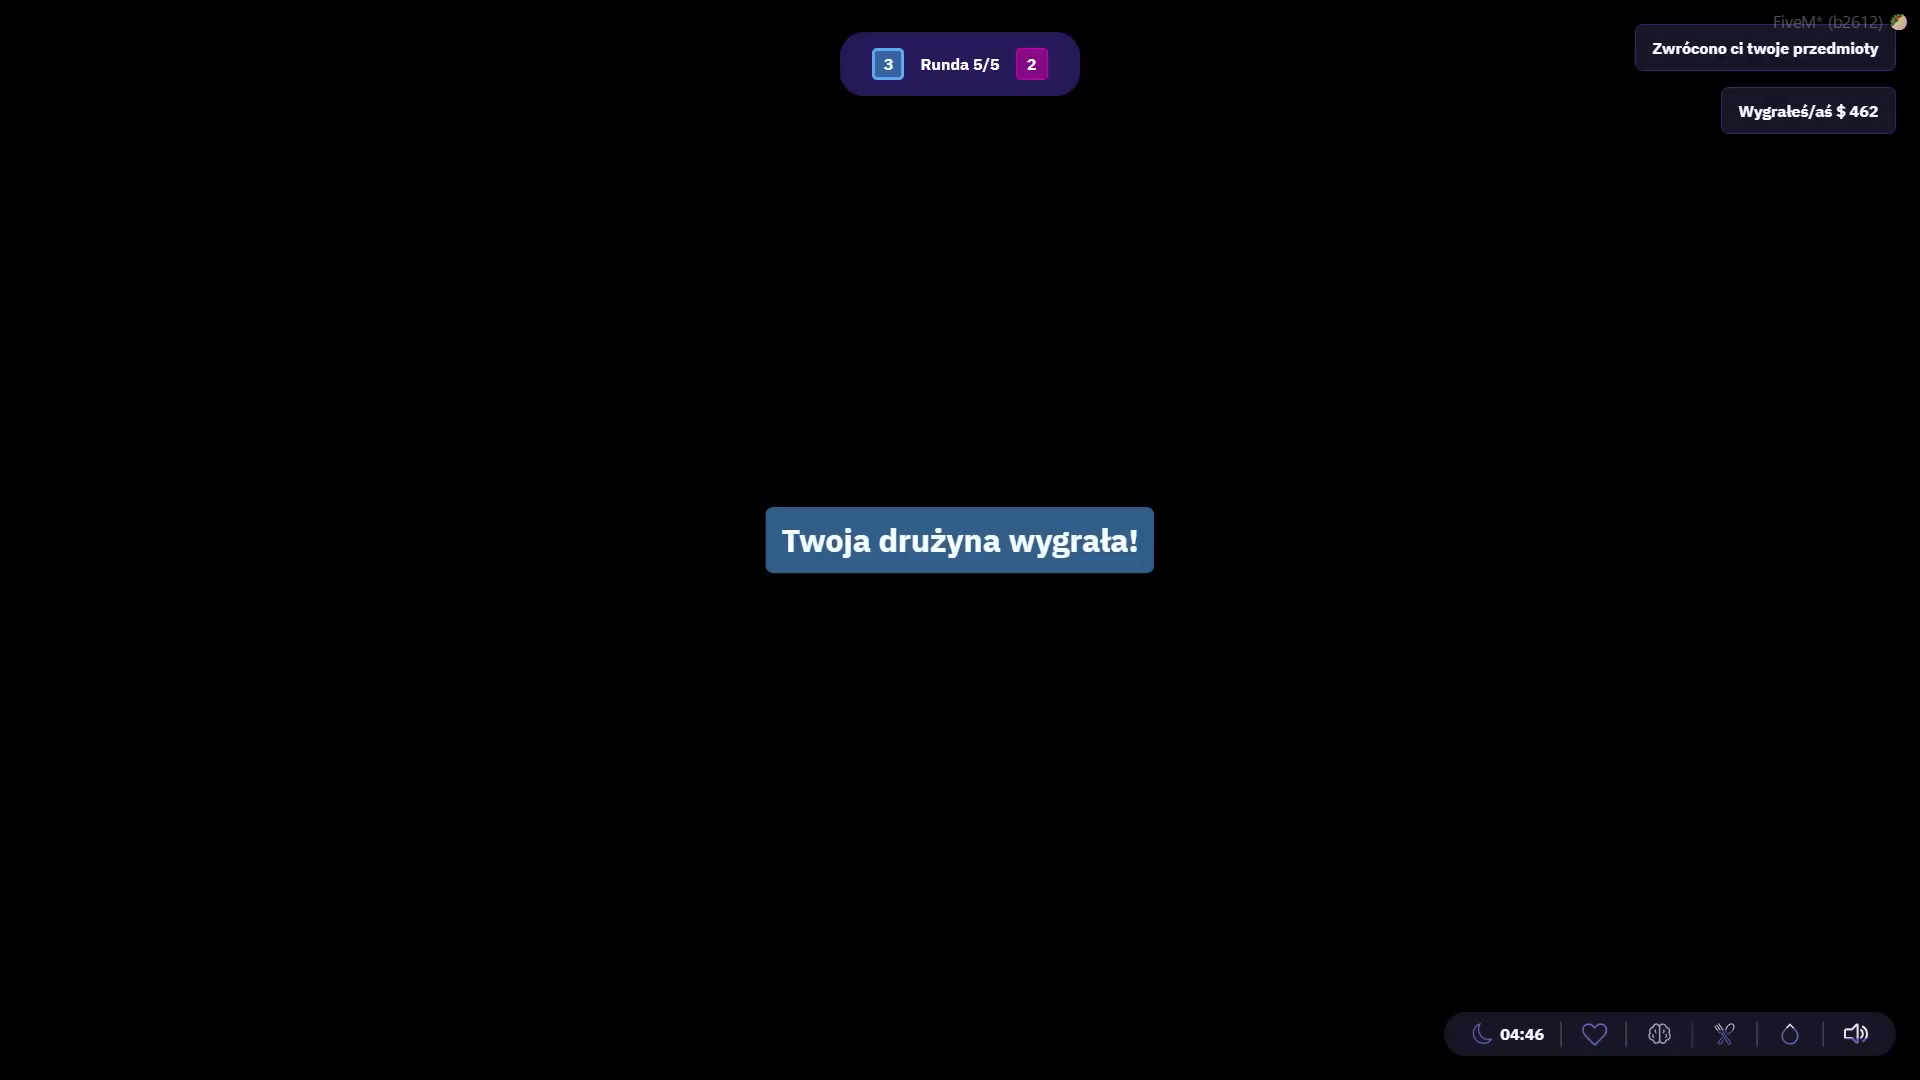 FiveM* (b2612)
3 Runda 5/5 2
Zwrócono ci twoje przedmioty
Wygrałeś/aś $ 462
Twoja drużyna wygrała!
04:46